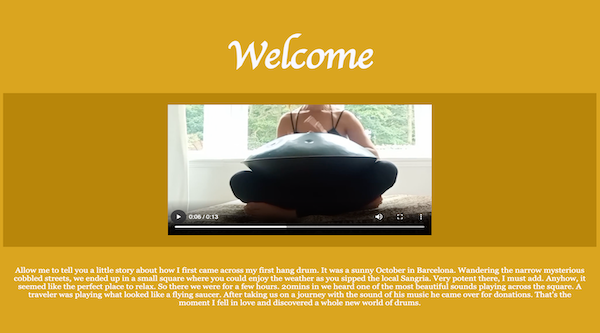 Welcome
0:06 / 0:13
Allow me to tell you a little story about how I first came across my first hang drum. It was a sunny October in Barcelona. Wandering the narrow mysterious
cobbled streets, we ended up in a small square where you could enjoy the weather as you sipped the local Sangria. Very potent there, I must add. Anyhow, it
seemed like the perfect place to relax. So there we were for a few hours. 20mins in we heard one of the most beautiful sounds playing across the square. A
traveler was playing what looked like a flying saucer. After taking us on a journey with the sound of his music he came over for donations. That's the
moment I fell in love and discovered a whole new world of drums.